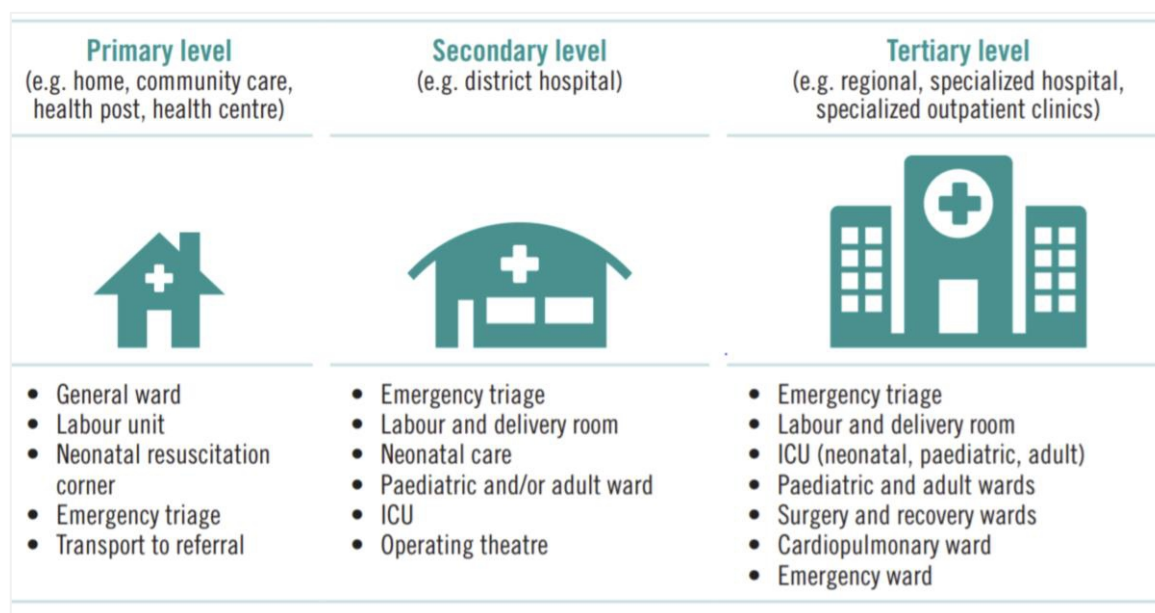 Primary level
(e.g. home, community care,
health post, health centre)
Secondary level
(e.g. district hospital)
Tertiary level
(e.g. regional, specialized hospital,
specialized outpatient clinics)
• General ward
• Labour unit
• Neonatal resuscitation
corner
• Emergency triage
• Transport to referral
• Emergency triage
• Labour and delivery room
• Neonatal care
• Paediatric and/or adult ward
• ICU
• Operating theatre
• Emergency triage
• Labour and delivery room
• ICU (neonatal, paediatric, adult)
• Paediatric and adult wards
• Surgery and recovery wards
• Cardiopulmonary ward
• Emergency ward